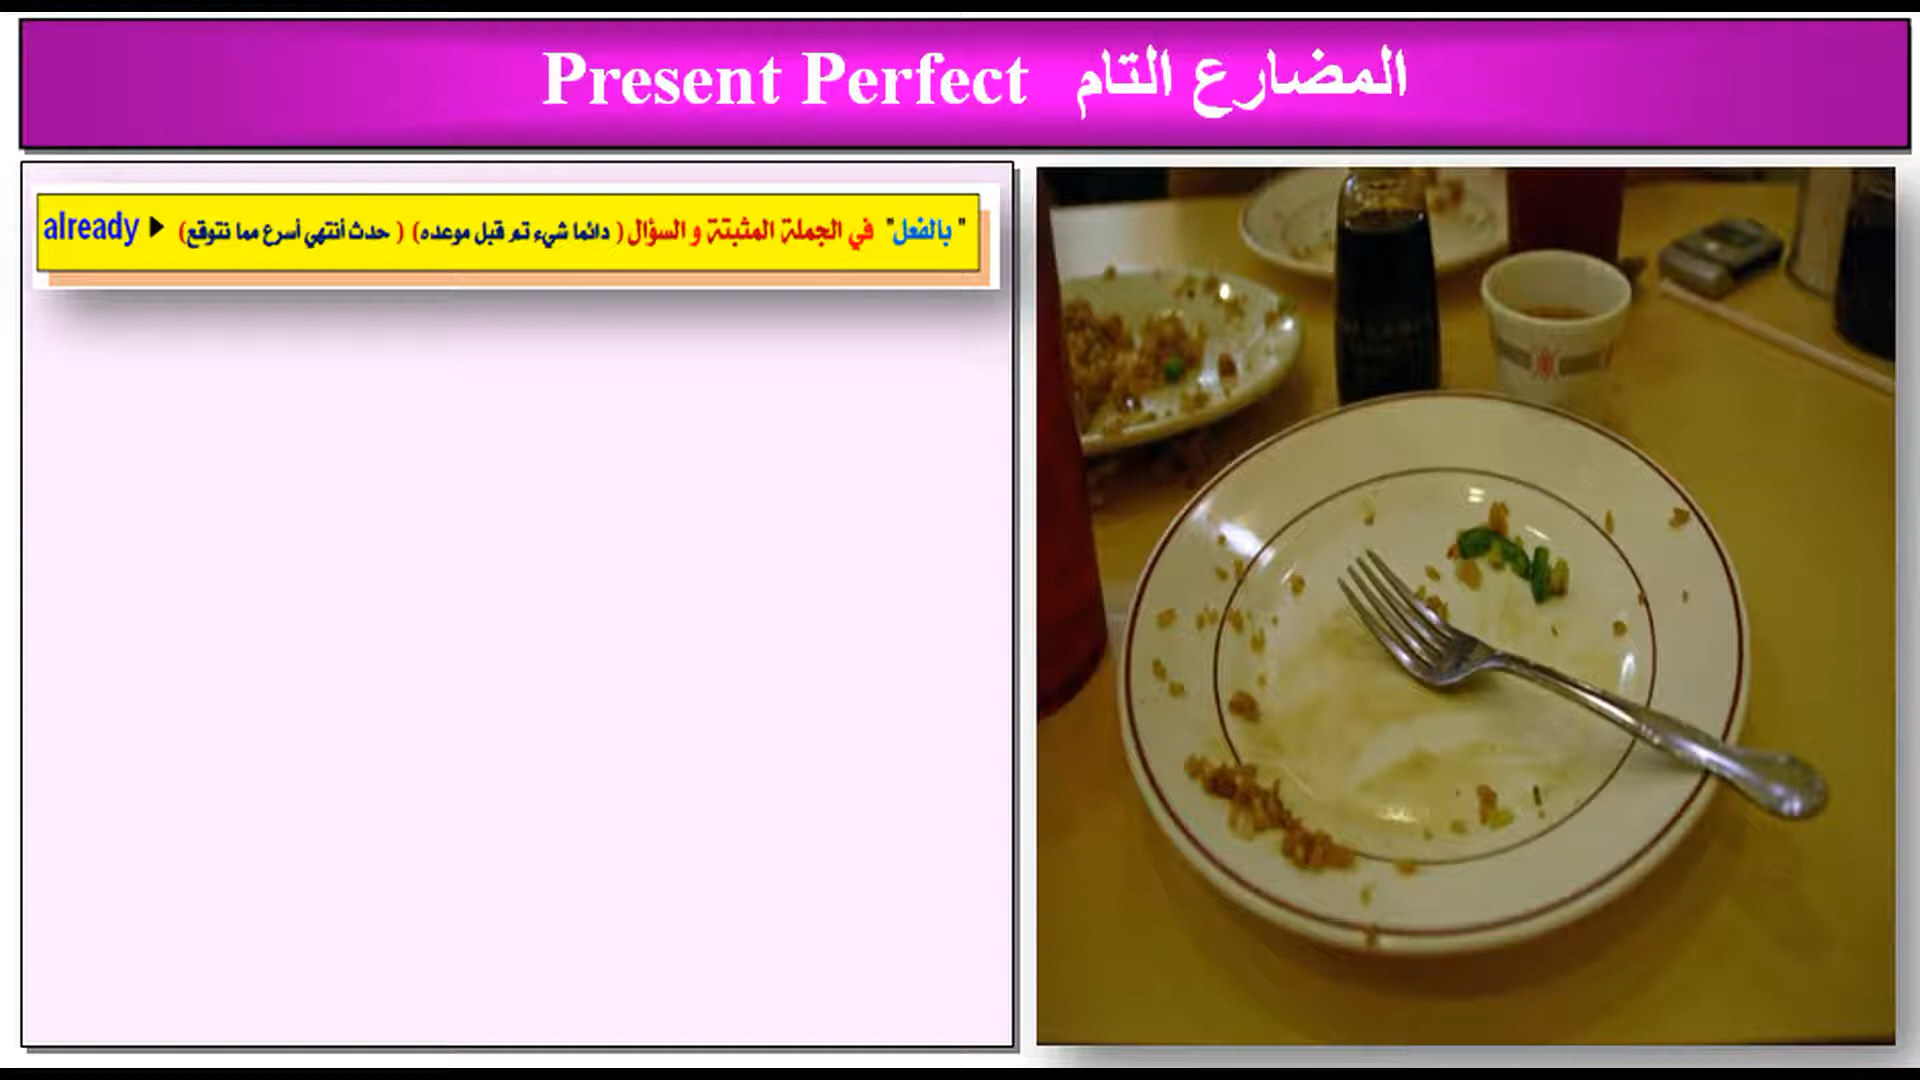 Present Perfect المضارع التام
already ► " بالفعل" في الجملة المثبتة و السؤال ( دائما شيء تم قبل موعده) ( حدث أنتهي أسرع مما نتوقع)